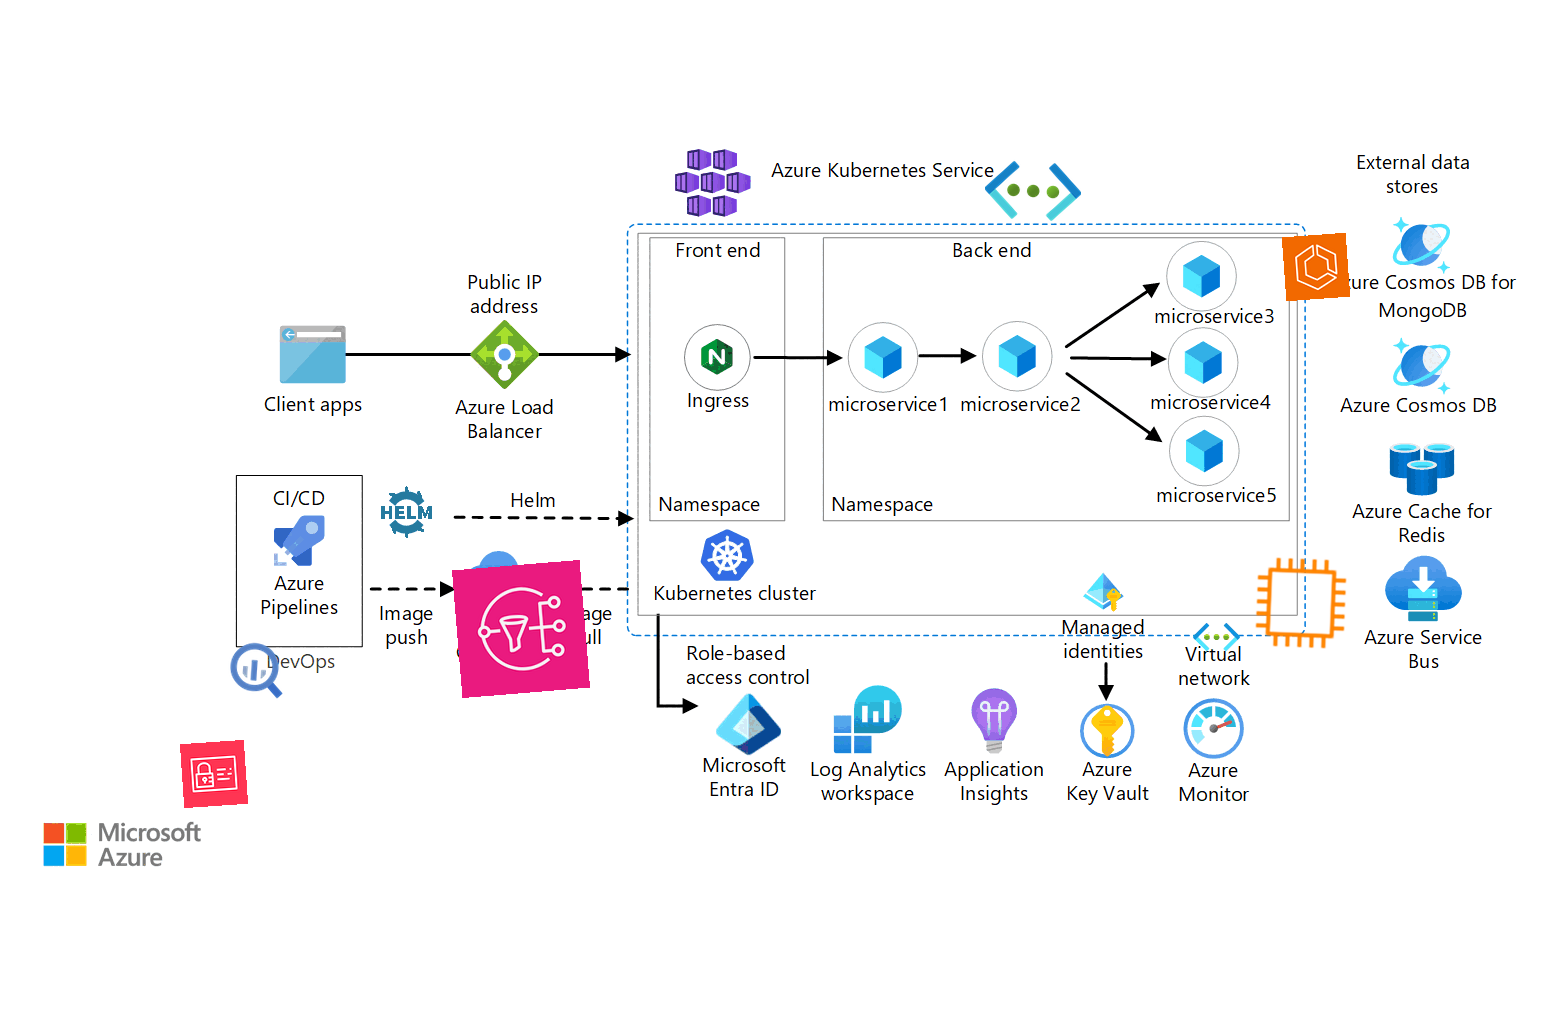 Azure Kubernetes Service
External data
stores
Front end
Back end
Public IP
address
Client apps
Azure Load
Balancer
Ingress
microservice1
microservice2
microservice3
microservice4
microservice5
Namespace
Namespace
Cosmos DB for
MongoDB
Azure Cosmos DB
Azure Cache for
Redis
Azure Service
Bus
CI/CD
Azure
Pipelines
DevOps
HELM
Helm
Image
push
Kubernetes cluster
Role-based
access control
Managed
identities
Virtual
network
Microsoft
Entra ID
Log Analytics
workspace
Application
Insights
Azure
Key Vault
Azure
Monitor
Microsoft
Azure